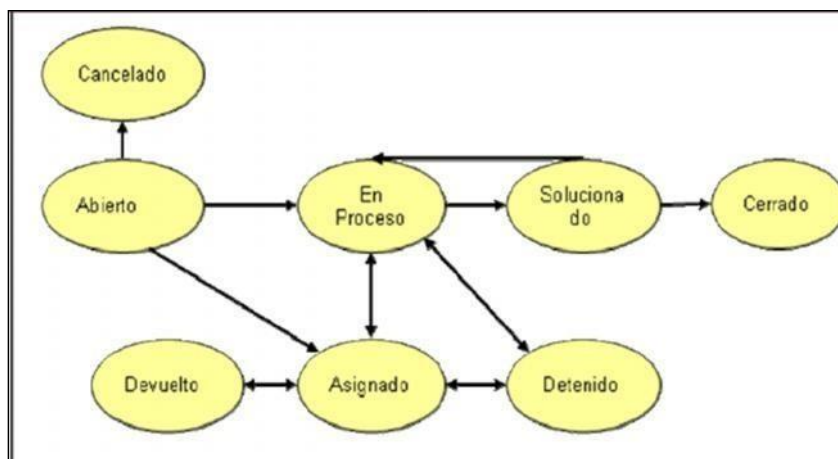 Cancelado
Abierto
En
Proceso
Soluciona
do
Cerrado
Devuelto
Asignado
Detenido